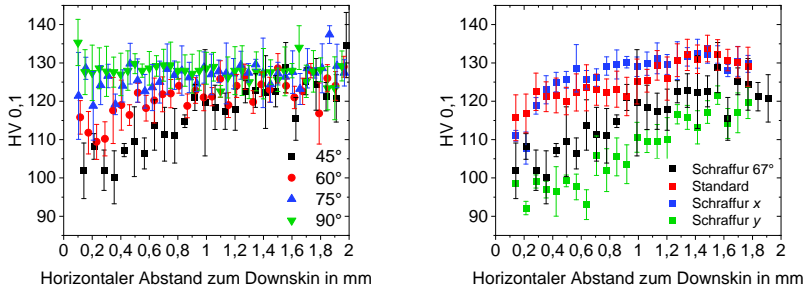 140
130
120
110
100
90
HV 0,1
45°
60°
75°
90°
0 0,2 0,4 0,6 0,8 1 1,2 1,4 1,6 1,8 2
Horizontaler Abstand zum Downskin in mm
140
130
120
110
100
90
HV 0,1
Schraffur 67°
Standard
Schraffur x
Schraffur y
0 0,2 0,4 0,6 0,8 1 1,2 1,4 1,6 1,8 2
Horizontaler Abstand zum Downskin in mm